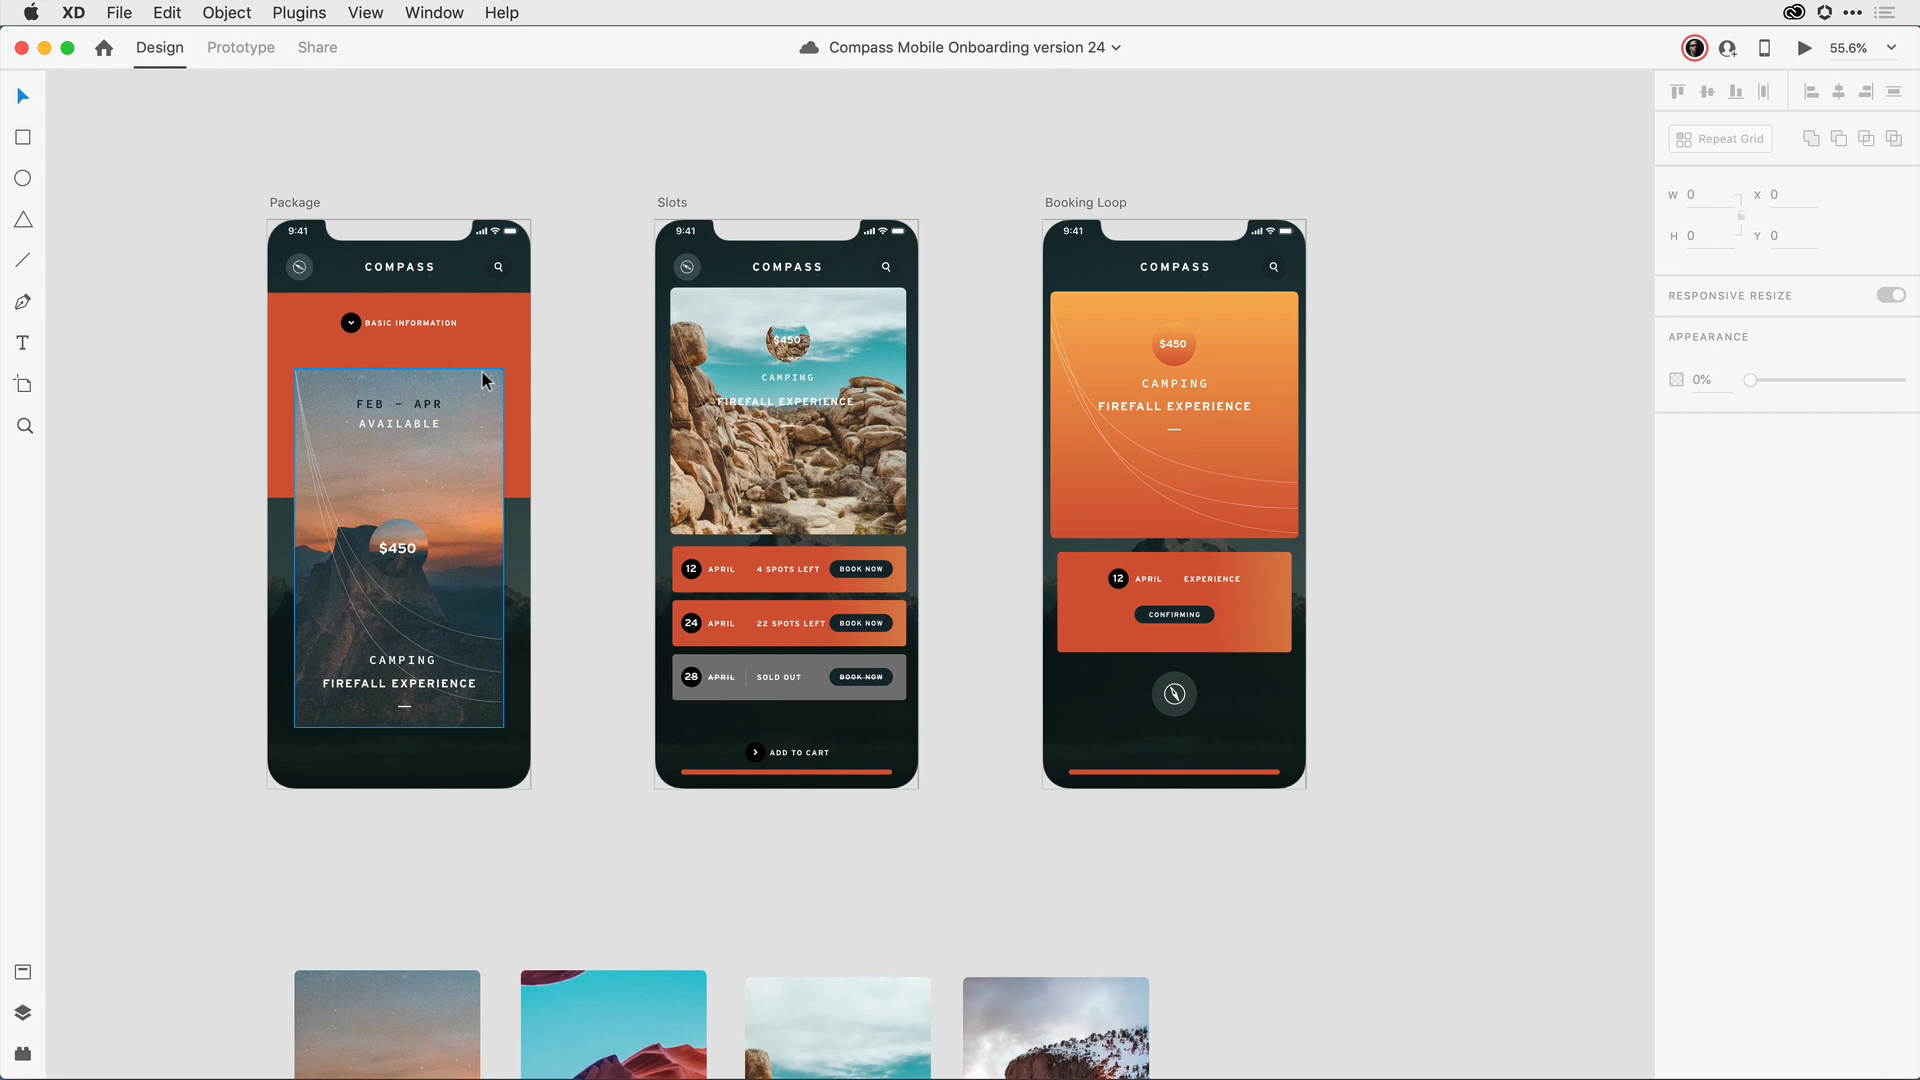 XD File Edit Object Plugins View Window Help
Design Prototype Share
Compass Mobile Onboarding version 24
55.6%
Repeat Grid
W 0 X 0
H 0 Y 0
RESPONSIVE RESIZE
APPEARANCE
0%
T
Package
9:41
COMPASS
BASIC INFORMATION
FEB – APR
AVAILABLE
$450
CAMPING
FIREFALL EXPERIENCE
Slots
9:41
COMPASS
$450
CAMPING
FIREFALL EXPERIENCE
12 APRIL 4 SPOTS LEFT BOOK NOW
24 APRIL 22 SPOTS LEFT BOOK NOW
28 APRIL SOLD OUT BOOK NOW
ADD TO CART
Booking Loop
9:41
COMPASS
$450
CAMPING
FIREFALL EXPERIENCE
12 APRIL EXPERIENCE
CONFIRMING